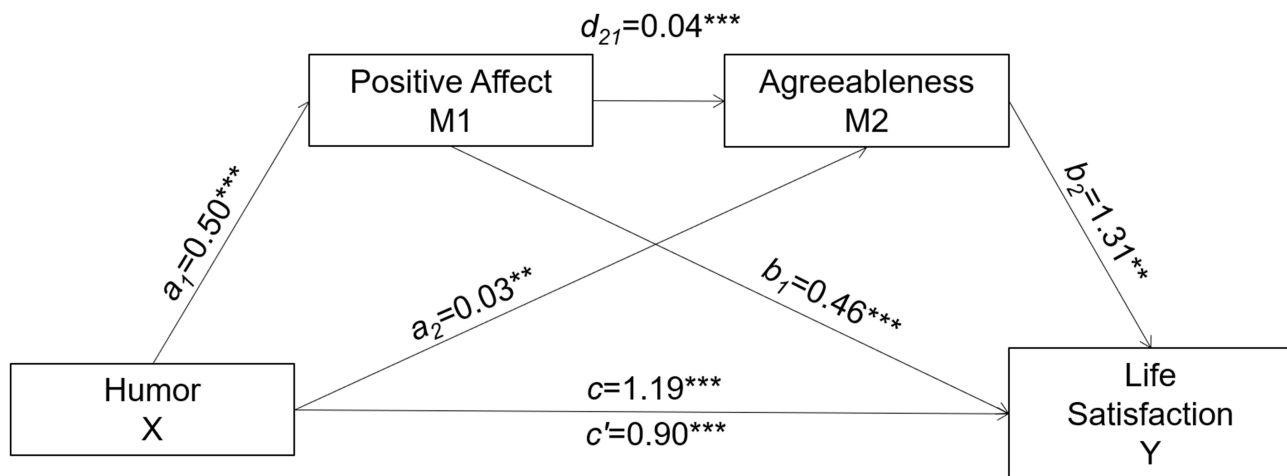 d21=0.04***
Positive Affect
M1
Agreeableness
M2
a1=0.50***
a2=0.03**
b1=0.46***
b2=1.31**
Humor
X
c=1.19***
c'=0.90***
Life
Satisfaction
Y